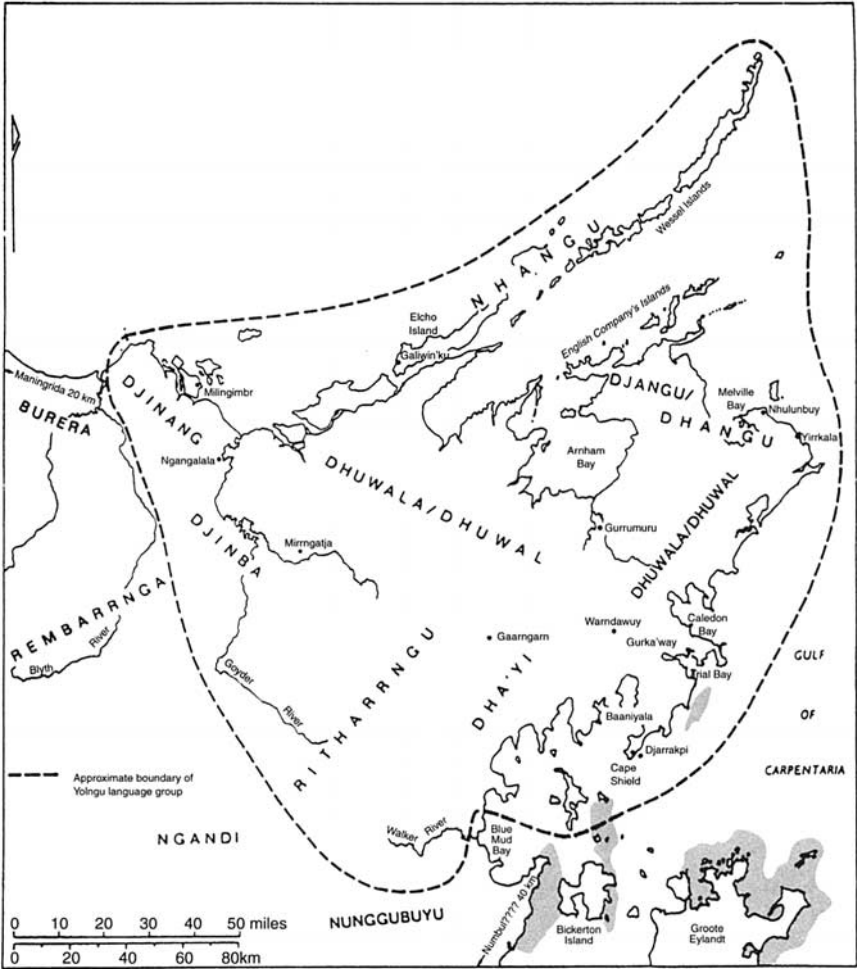 Wessel Islands
NHANGU
Elcho
Island
Galiwin'ku
English Company's Islands
Maningrida 20 km
BURERA
DJINANG
Milingimbr
DJANGU/
DHANGU
Melville
Bay
Nhulunbuy
Yirrkala
Ngangalala
Arnham
Bay
DHUWALA/DHUWAL
DHUWALA/DHUWAL
Gurrumuru
DJINBA
Mirrngatja
REMBARRNGA
Blyth River
Goyder River
RITHARRNGU
Gaarngarn
Warndawuy
Caledon
Bay
Gurka'way
Trial Bay
GULF
OF
CARPENTARIA
DHA'YI
Baaniyala
Djarrakpi
Cape
Shield
Approximate boundary of
Yolngu language group
NGANDI
Walker River
Blue
Mud
Bay
NUNGGUBUYU
Numbul???? 40 km
Bickerton
Island
Groote
Eylandt
0 10 20 30 40 50 miles
0 20 40 60 80km